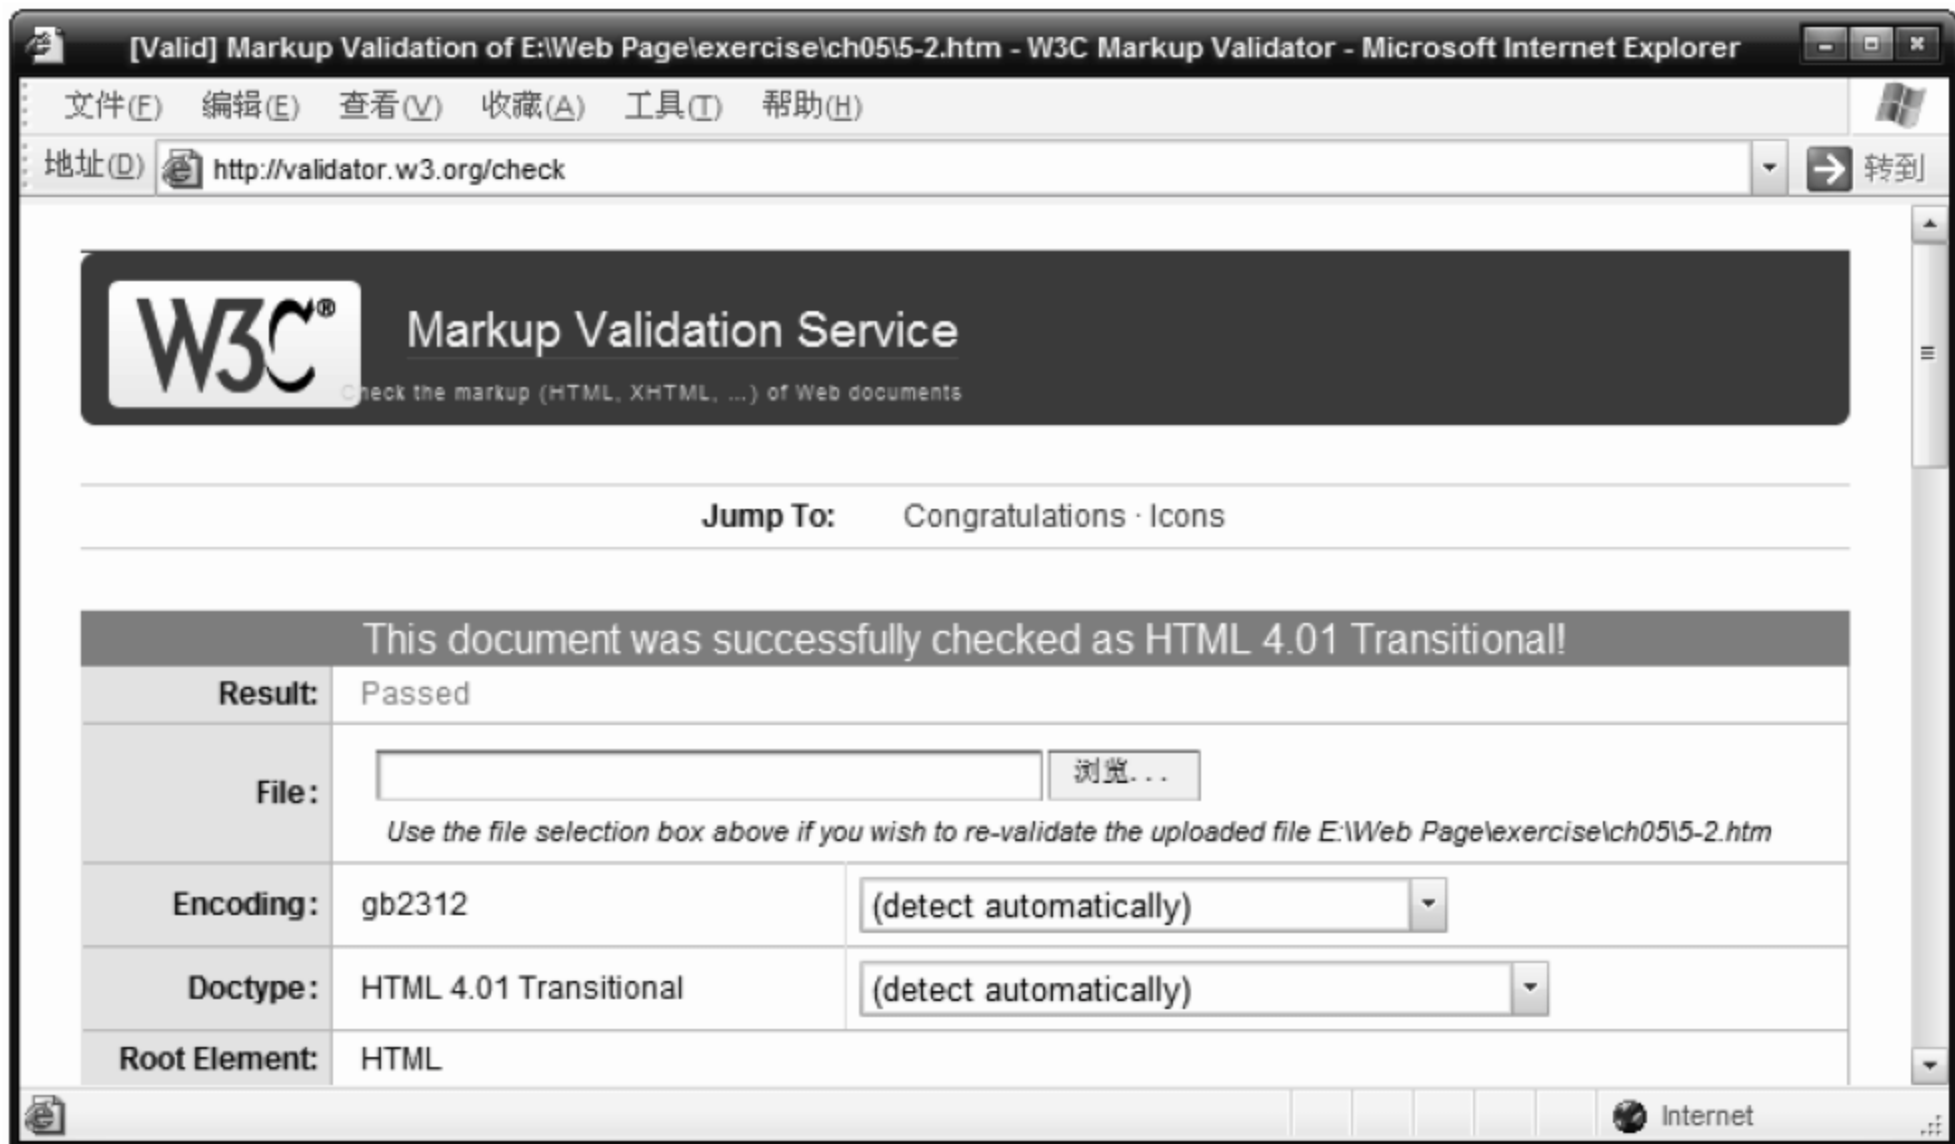 [Valid] Markup Validation of E:\Web Page\exercise\ch05\5-2.htm - W3C Markup Validator - Microsoft Internet Explorer
文件(F) 编辑(E) 查看(V) 收藏(A) 工具(T) 帮助(H)
地址(D) http://validator.w3.org/check 转到
W3C® Markup Validation Service
Check the markup (HTML, XHTML, ...) of Web documents
Jump To: Congratulations · Icons
This document was successfully checked as HTML 4.01 Transitional!
Result: Passed
File: 浏览...
Use the file selection box above if you wish to re-validate the uploaded file E:\Web Page\exercise\ch05\5-2.htm
Encoding: gb2312 (detect automatically)
Doctype: HTML 4.01 Transitional (detect automatically)
Root Element: HTML
Internet